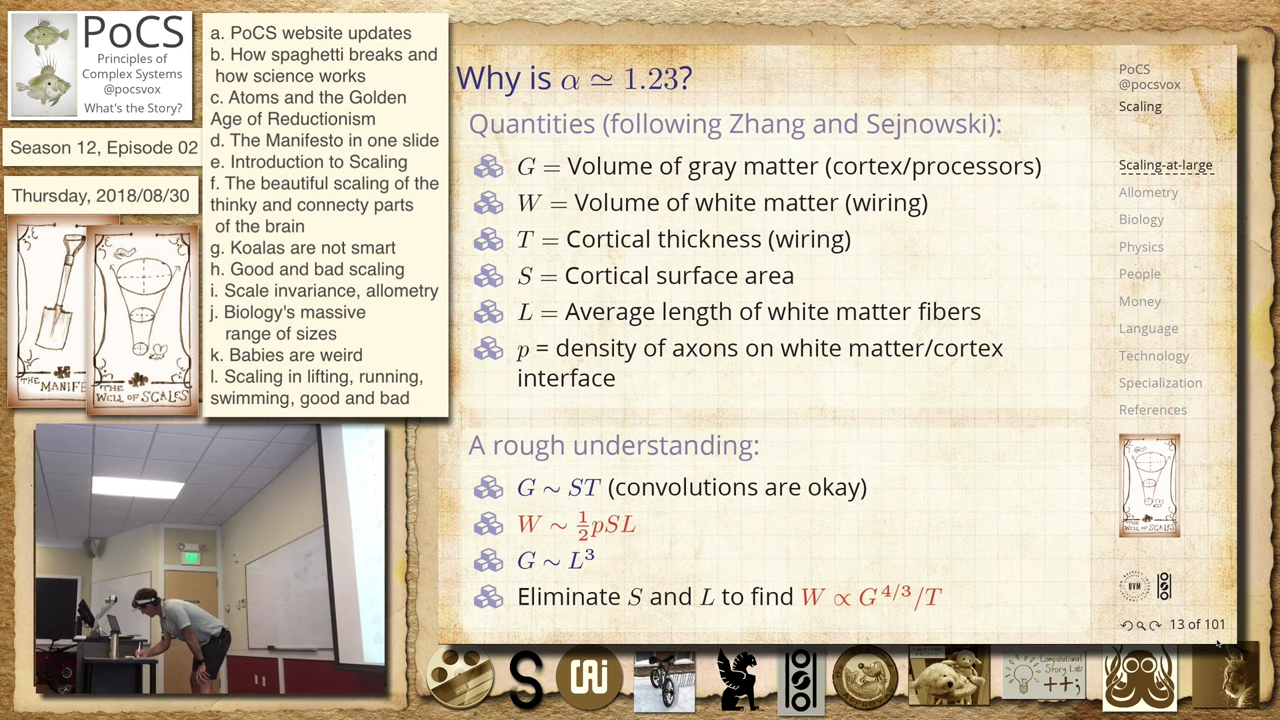 PoCS
Principles of
Complex Systems
@pocsvox
What's the Story?
Season 12, Episode 02
Thursday, 2018/08/30
THE MANIFE
THE
WELL OF SCALES
a. PoCS website updates
b. How spaghetti breaks and
how science works
c. Atoms and the Golden
Age of Reductionism
d. The Manifesto in one slide
e. Introduction to Scaling
f. The beautiful scaling of the
thinky and connecty parts
of the brain
g. Koalas are not smart
h. Good and bad scaling
i. Scale invariance, allometry
j. Biology's massive
range of sizes
k. Babies are weird
l. Scaling in lifting, running,
swimming, good and bad
Why is α ≃ 1.23?
Quantities (following Zhang and Sejnowski):
G = Volume of gray matter (cortex/processors)
W = Volume of white matter (wiring)
T = Cortical thickness (wiring)
S = Cortical surface area
L = Average length of white matter fibers
p = density of axons on white matter/cortex
interface
A rough understanding:
G ∼ ST (convolutions are okay)
W ∼ ½pSL
G ∼ L³
Eliminate S and L to find W ∝ G^{4/3}/T
PoCS
@pocsvox
Scaling
Scaling-at-large
Allometry
Biology
Physics
People
Money
Language
Technology
Specialization
References
THE
WELL OF SCALES
UVM
13 of 101
Computational
Story Lab
++;